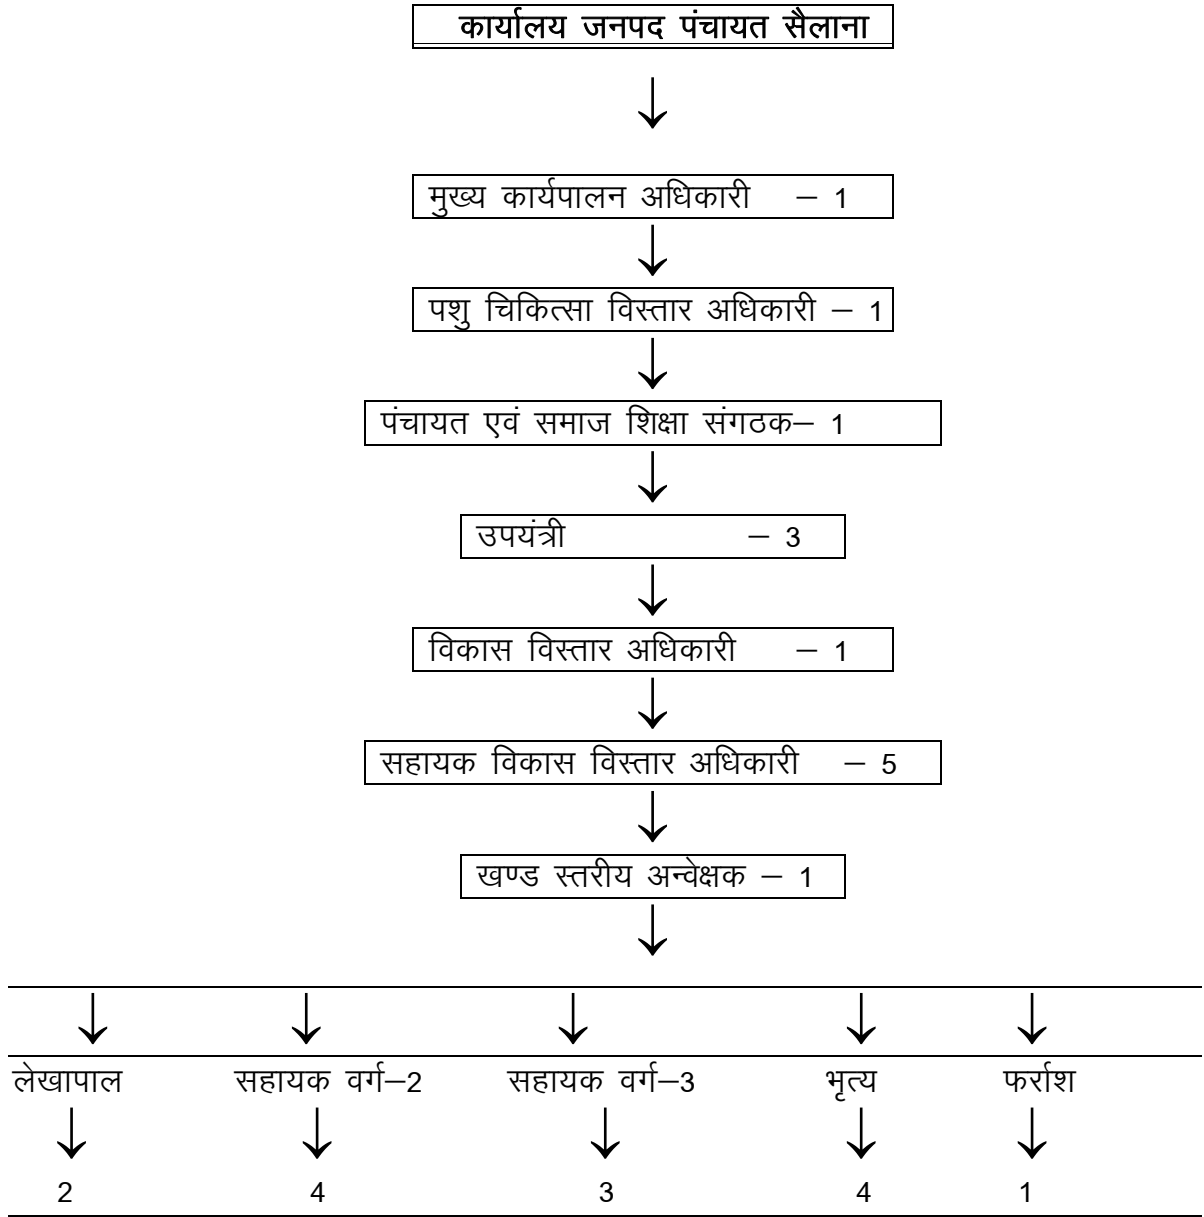 कार्यालय जनपद पंचायत सैलाना
मुख्य कार्यपालन अधिकारी – 1
पशु चिकित्सा विस्तार अधिकारी – 1
पंचायत एवं समाज शिक्षा संगठक– 1
उपयंत्री – 3
विकास विस्तार अधिकारी – 1
सहायक विकास विस्तार अधिकारी – 5
खण्ड स्तरीय अन्वेक्षक – 1
लेखापाल सहायक वर्ग–2 सहायक वर्ग–3 भृत्य फर्राश
2 4 3 4 1